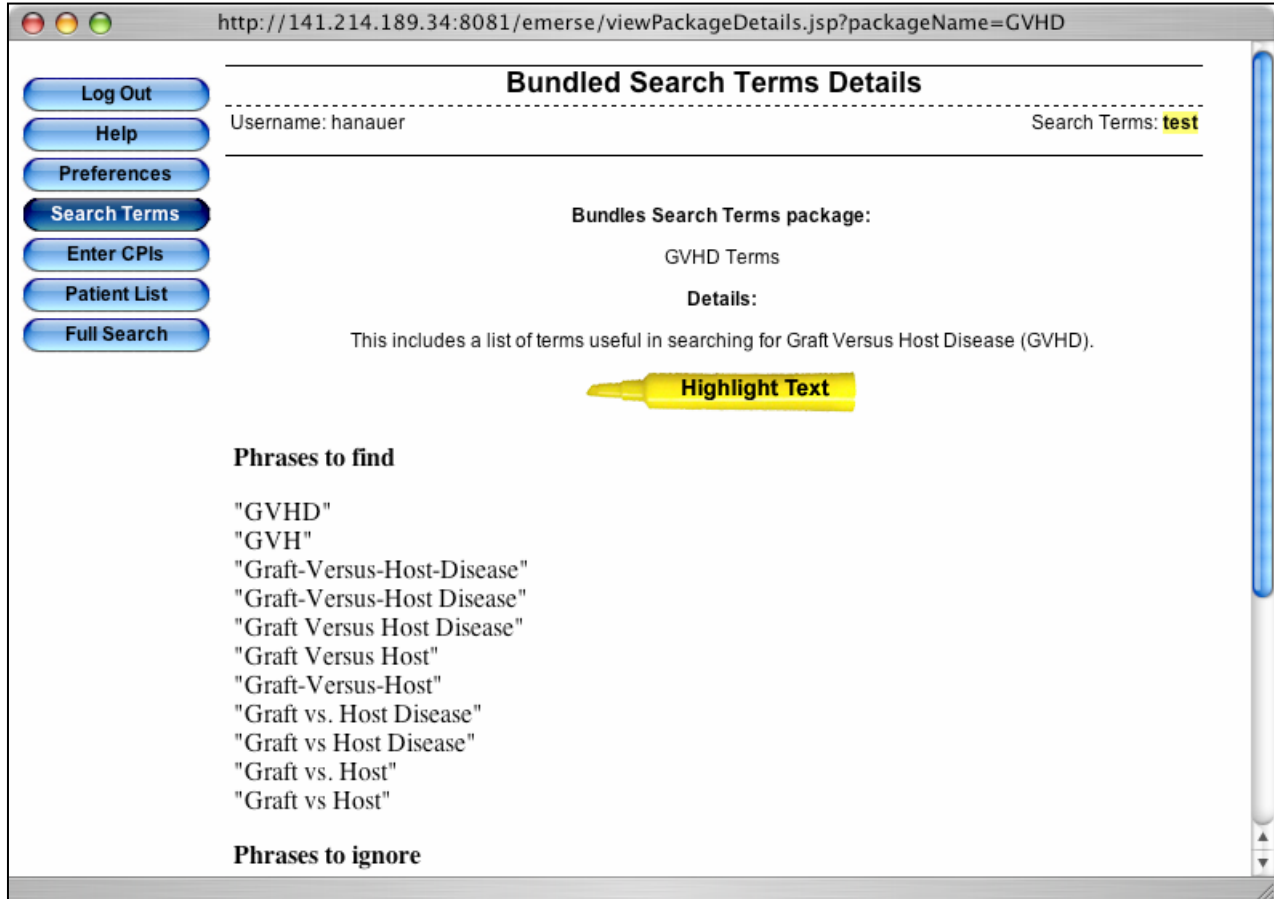 http://141.214.189.34:8081/emerse/viewPackageDetails.jsp?packageName=GVHD
Log Out
Help
Preferences
Search Terms
Enter CPIs
Patient List
Full Search
Bundled Search Terms Details
Username: hanauer
Search Terms: test
Bundles Search Terms package:
GVHD Terms
Details:
This includes a list of terms useful in searching for Graft Versus Host Disease (GVHD).
Highlight Text
Phrases to find
"GVHD"
"GVH"
"Graft-Versus-Host-Disease"
"Graft-Versus-Host Disease"
"Graft Versus Host Disease"
"Graft Versus Host"
"Graft-Versus-Host"
"Graft vs. Host Disease"
"Graft vs Host Disease"
"Graft vs. Host"
"Graft vs Host"
Phrases to ignore